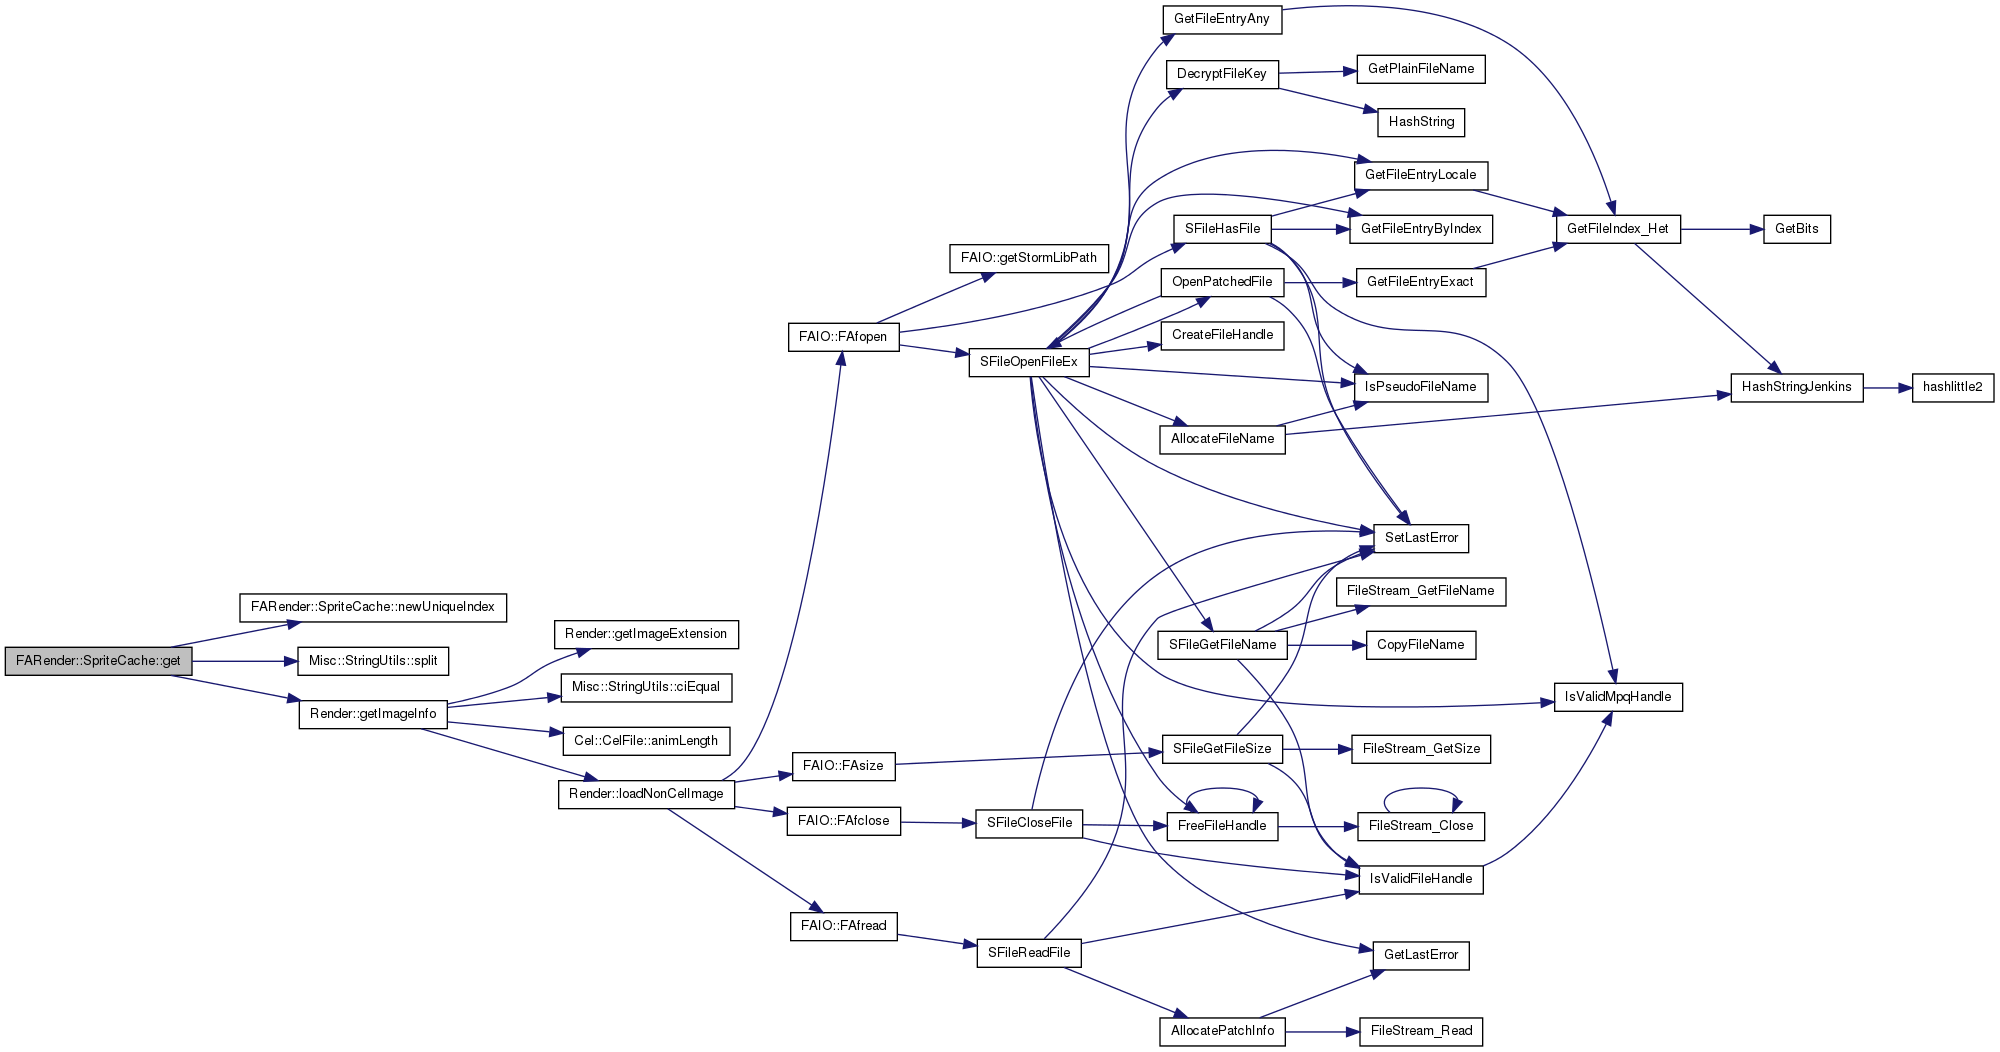 FARender::SpriteCache::get
FARender::SpriteCache::newUniqueIndex
Misc::StringUtils::split
Render::getImageInfo
Render::getImageExtension
Misc::StringUtils::ciEqual
Cel::CelFile::animLength
Render::loadNonCelImage
FAIO::FAfopen
FAIO::FAsize
FAIO::FAfclose
FAIO::FAfread
FAIO::getStormLibPath
SFileOpenFileEx
SFileCloseFile
SFileReadFile
GetFileEntryAny
DecryptFileKey
SFileHasFile
OpenPatchedFile
CreateFileHandle
AllocateFileName
SFileGetFileName
SFileGetFileSize
FreeFileHandle
AllocatePatchInfo
GetPlainFileName
HashString
GetFileEntryLocale
GetFileEntryByIndex
GetFileEntryExact
IsPseudoFileName
SetLastError
FileStream_GetFileName
CopyFileName
FileStream_GetSize
FileStream_Close
IsValidFileHandle
GetLastError
FileStream_Read
GetFileIndex_Het
IsValidMpqHandle
GetBits
HashStringJenkins
hashlittle2